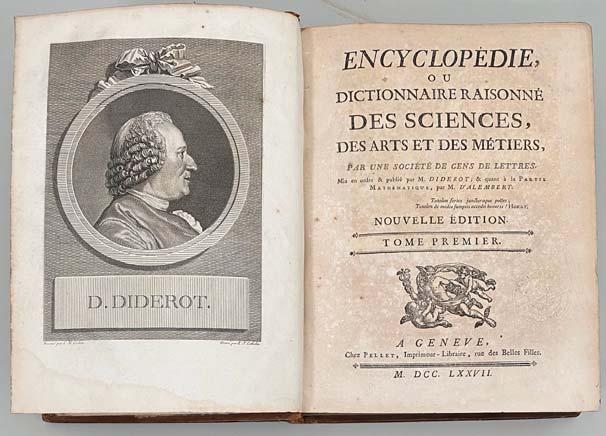 D. DIDEROT.
ENCYCLOPÉDIE,
OU
DICTIONNAIRE RAISONNÉ
DES SCIENCES,
DES ARTS ET DES MÉTIERS,
PAR UNE SOCIÉTÉ DE GENS DE LETTRES.
Mis en ordre & publié par M. DIDEROT; & quant à la PARTIE
MATHÉMATIQUE, par M. D'ALEMBERT.
Tantùm series juncturaque pollet,
Tantùm de medio sumptis accedit honoris! HORAT.
NOUVELLE ÉDITION.
TOME PREMIER.
A GENEVE,
Chez PELLET, Imprimeur-Libraire, rue des Belles Filles.
M. DCC. LXXVII.